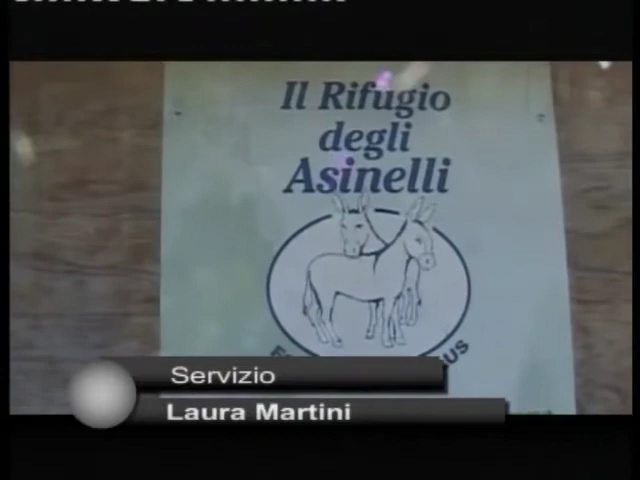 Il Rifugio
degli
Asinelli
Servizio
Laura Martini